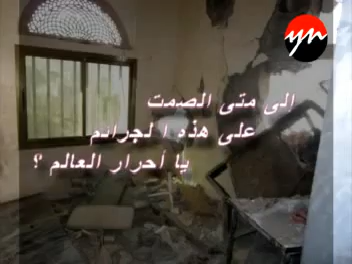 الى متى الصمت
على هذه ا لجرائم
يا أحرار العالم ؟
yn